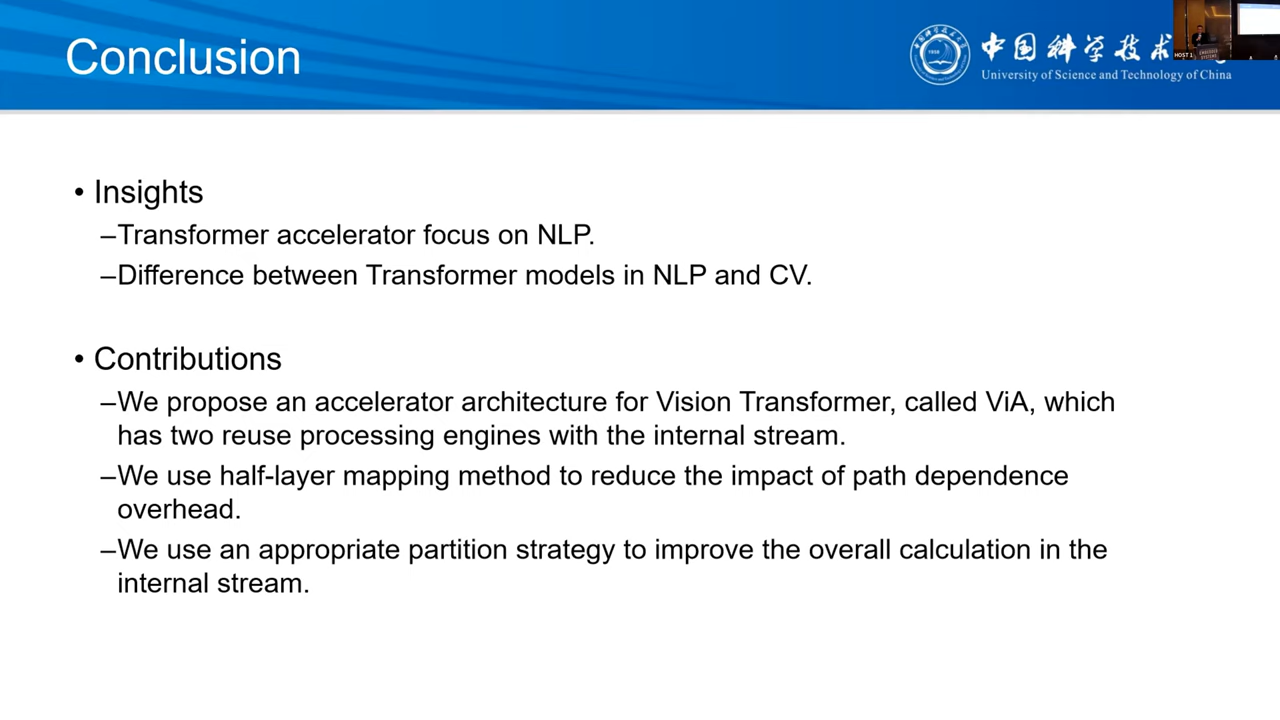 Conclusion
中国科学技术
University of Science and Technology of China
HOST 1
• Insights
–Transformer accelerator focus on NLP.
–Difference between Transformer models in NLP and CV.
• Contributions
–We propose an accelerator architecture for Vision Transformer, called ViA, which
has two reuse processing engines with the internal stream.
–We use half-layer mapping method to reduce the impact of path dependence
overhead.
–We use an appropriate partition strategy to improve the overall calculation in the
internal stream.